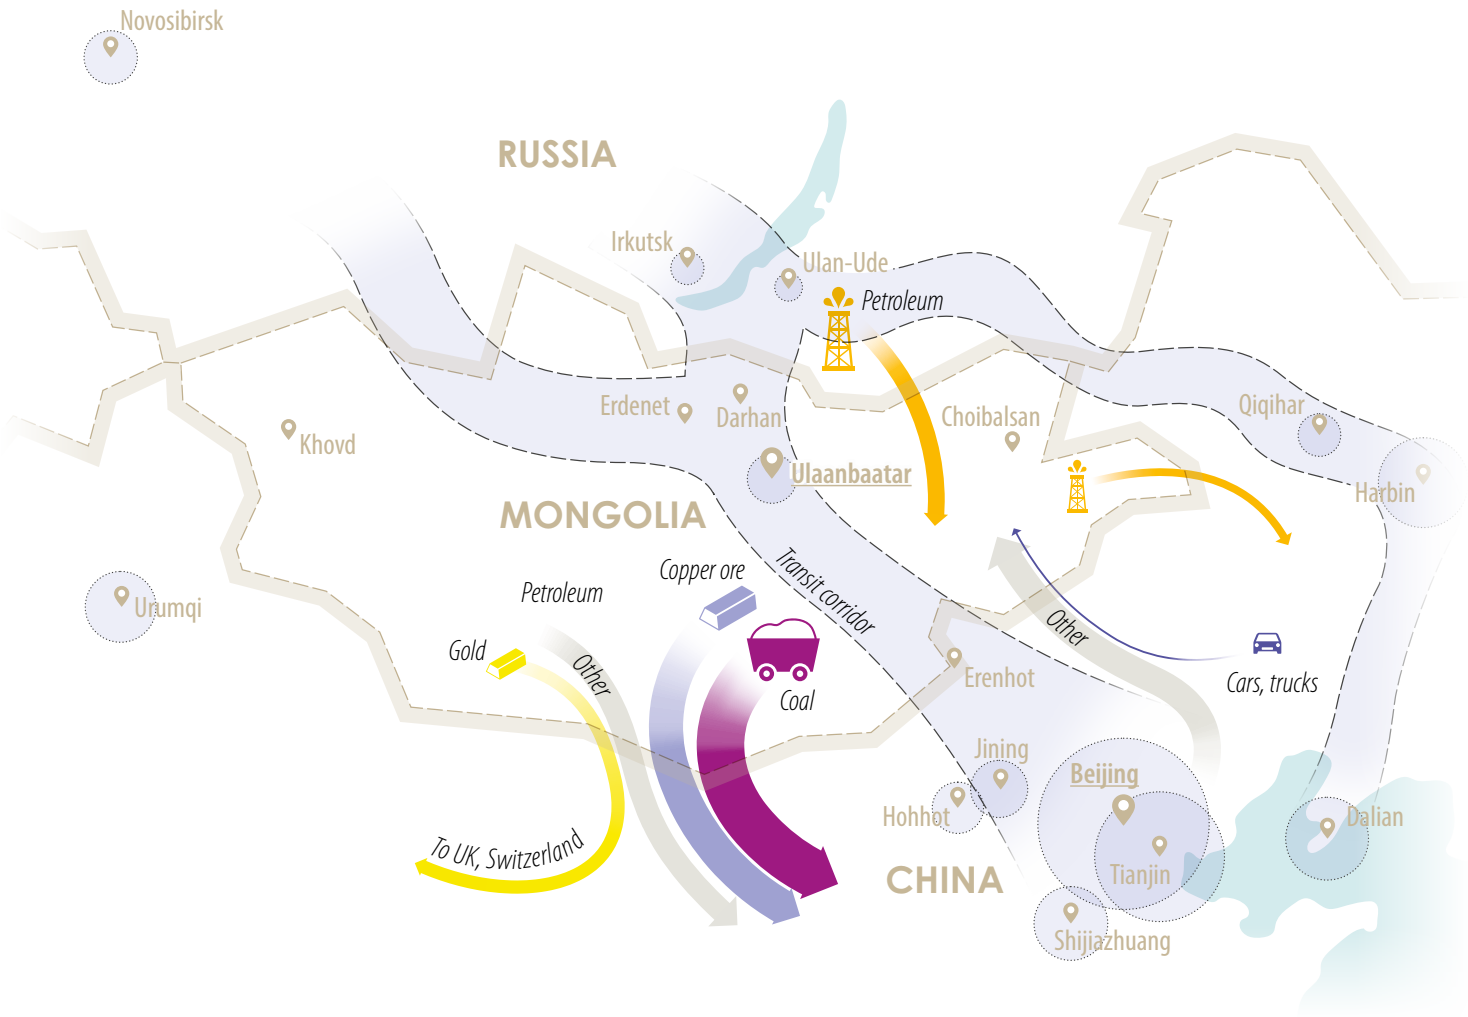 Novosibirsk
RUSSIA
Irkutsk
Ulan-Ude
Petroleum
Erdenet
Darhan
Choibalsan
Qiqihar
Khovd
Ulaanbaatar
Harbin
MONGOLIA
Transit corridor
Copper ore
Petroleum
Urumqi
Gold
Other
Other
Coal
Erenhot
Cars, trucks
Jining
Beijing
Hohhot
Dalian
To UK, Switzerland
CHINA
Tianjin
Shijiazhuang